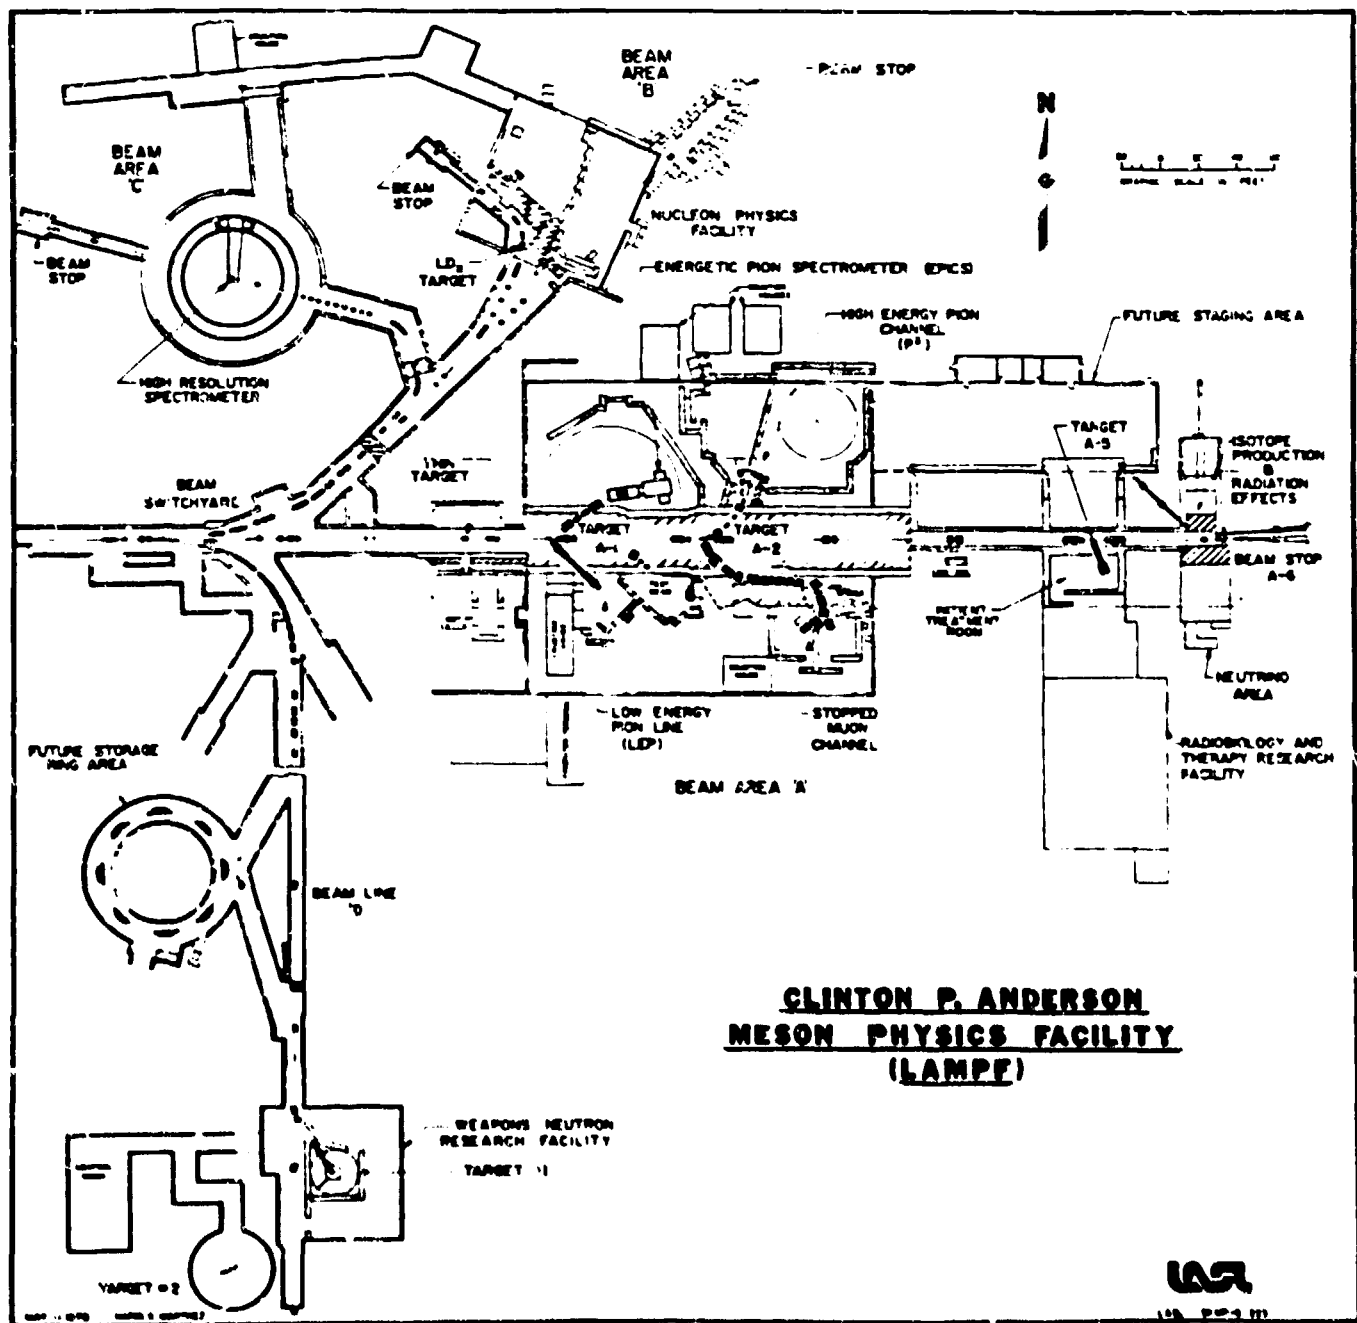 BEAM
AREA
'B'
BEAM STOP
N
BEAM
AREA
'C'
BEAM
STOP
NUCLEON PHYSICS
FACILITY
BEAM
STOP
LD₂
TARGET
ENERGETIC PION SPECTROMETER (EPICS)
HIGH ENERGY PION
CHANNEL
(P³)
FUTURE STAGING AREA
HIGH RESOLUTION
SPECTROMETER
TARGET
A-5
ISOTOPE
PRODUCTION
&
RADIATION
EFFECTS
THIN
TARGET
BEAM
SWITCHYARD
TARGET
A-1
TARGET
A-2
BEAM STOP
A-6
PATIENT
TREATMENT
ROOM
NEUTRINO
AREA
LOW ENERGY
PION LINE
(LEP)
STOPPED
MUON
CHANNEL
RADIOBIOLOGY AND
THERAPY RESEARCH
FACILITY
FUTURE STORAGE
RING AREA
BEAM AREA 'A'
BEAM LINE
'D'
CLINTON P. ANDERSON
MESON PHYSICS FACILITY
(LAMPF)
WEAPONS NEUTRON
RESEARCH FACILITY
TARGET
TARGET #2
LASL